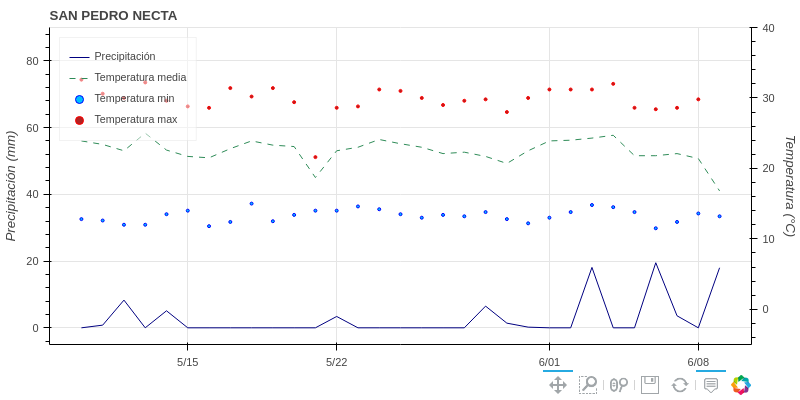 SAN PEDRO NECTA
Precipitación
Temperatura media
Temperatura min
Temperatura max
Precipitación (mm)
80
60
40
20
0
Temperatura (°C)
40
30
20
10
0
5/15
5/22
6/01
6/08